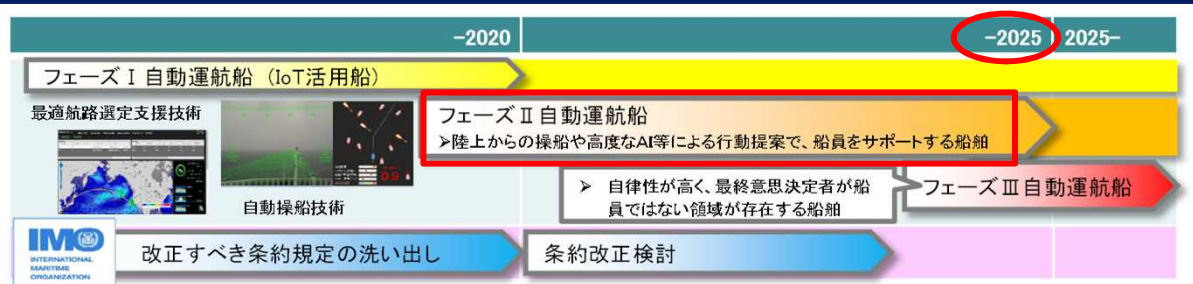 -2020
-2025
2025-
フェーズⅠ自動運航船（IoT活用船）
最適航路選定支援技術
自動操船技術
フェーズⅡ自動運航船
➢陸上からの操船や高度なAI等による行動提案で、船員をサポートする船舶
➢ 自律性が高く、最終意思決定者が船
員ではない領域が存在する船舶
フェーズⅢ自動運航船
IMO
INTERNATIONAL
MARITIME
ORGANIZATION
改正すべき条約規定の洗い出し
条約改正検討